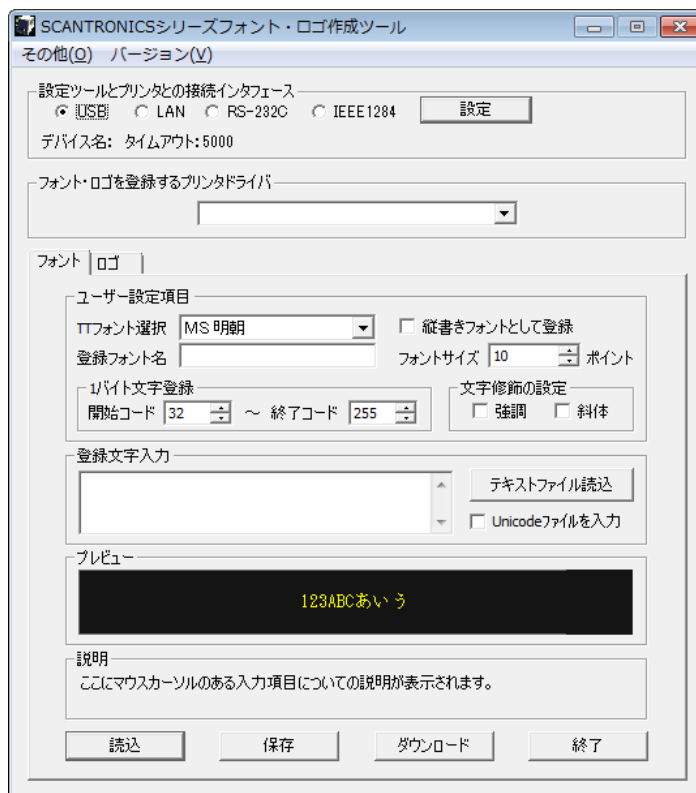 SCANTRONICSシリーズフォント・ロゴ作成ツール
その他(O) バージョン(V)
設定ツールとプリンタとの接続インタフェース
USB LAN RS-232C IEEE1284 設定
デバイス名: タイムアウト:5000
フォント・ロゴを登録するプリンタドライバ
フォント ロゴ
ユーザー設定項目
TTフォント選択 MS 明朝 縦書きフォントとして登録
登録フォント名 フォントサイズ 10 ポイント
1バイト文字登録 文字修飾の設定
開始コード 32 ～ 終了コード 255 強調 斜体
登録文字入力
テキストファイル読込
Unicodeファイルを入力
プレビュー
123ABCあいう
説明
ここにマウスカーソルのある入力項目についての説明が表示されます。
読込 保存 ダウンロード 終了